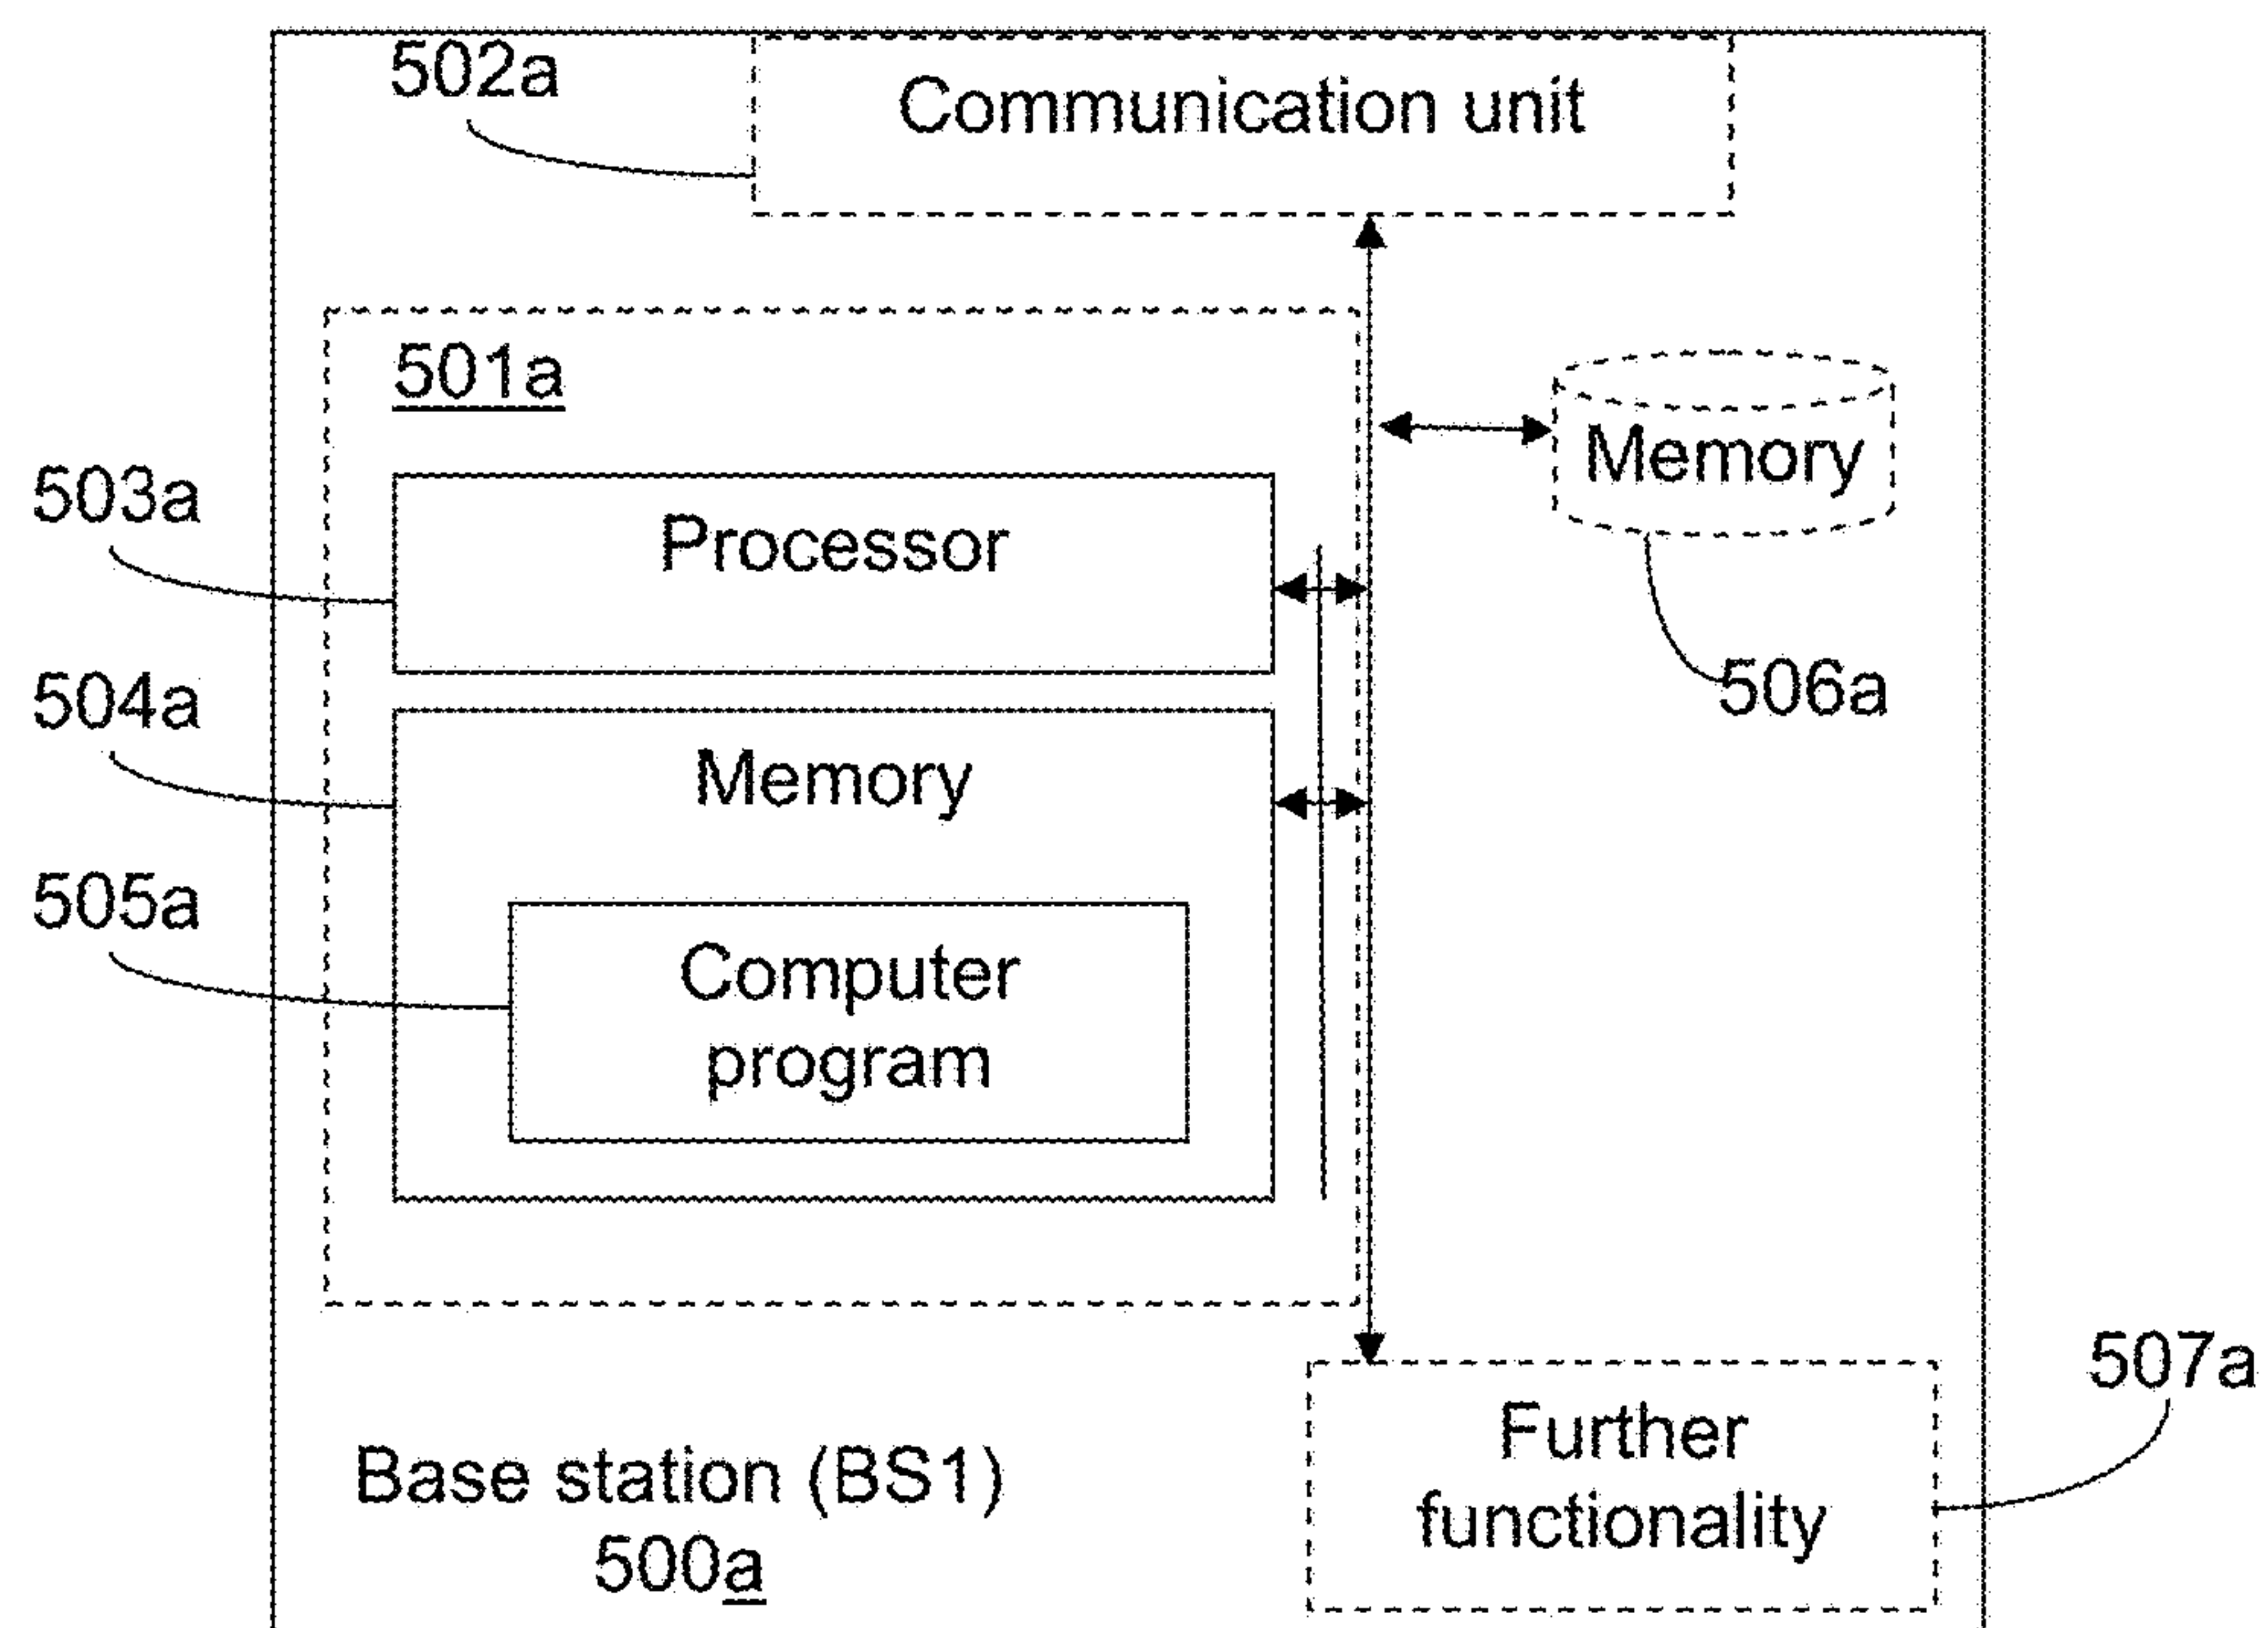 502a
Communication unit
501a
503a
Processor
Memory
506a
504a
Memory
505a
Computer
program
507a
Further
functionality
Base station (BS1)
500a